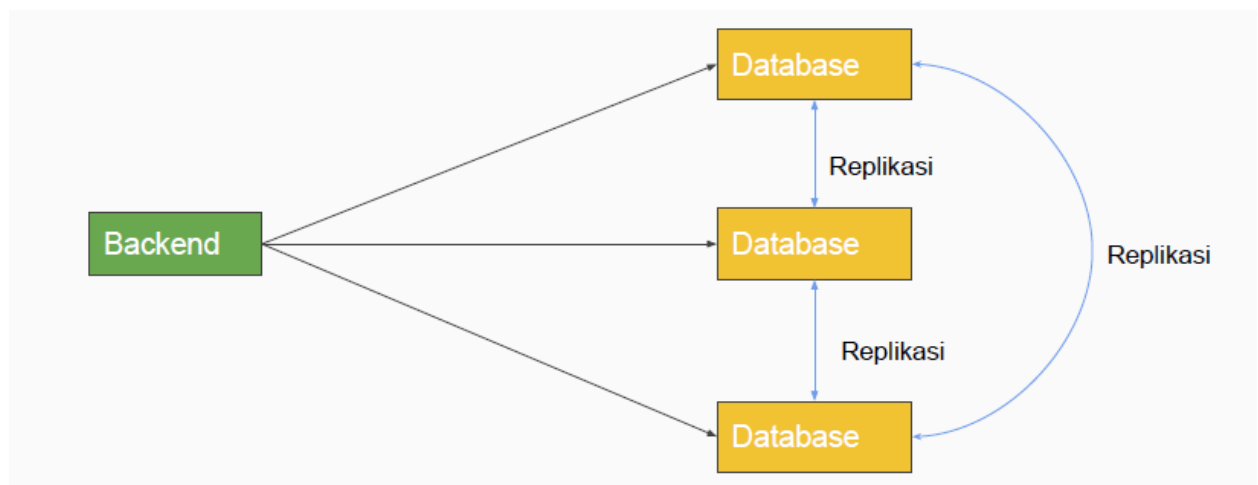 Database
Replikasi
Backend
Database
Replikasi
Replikasi
Database